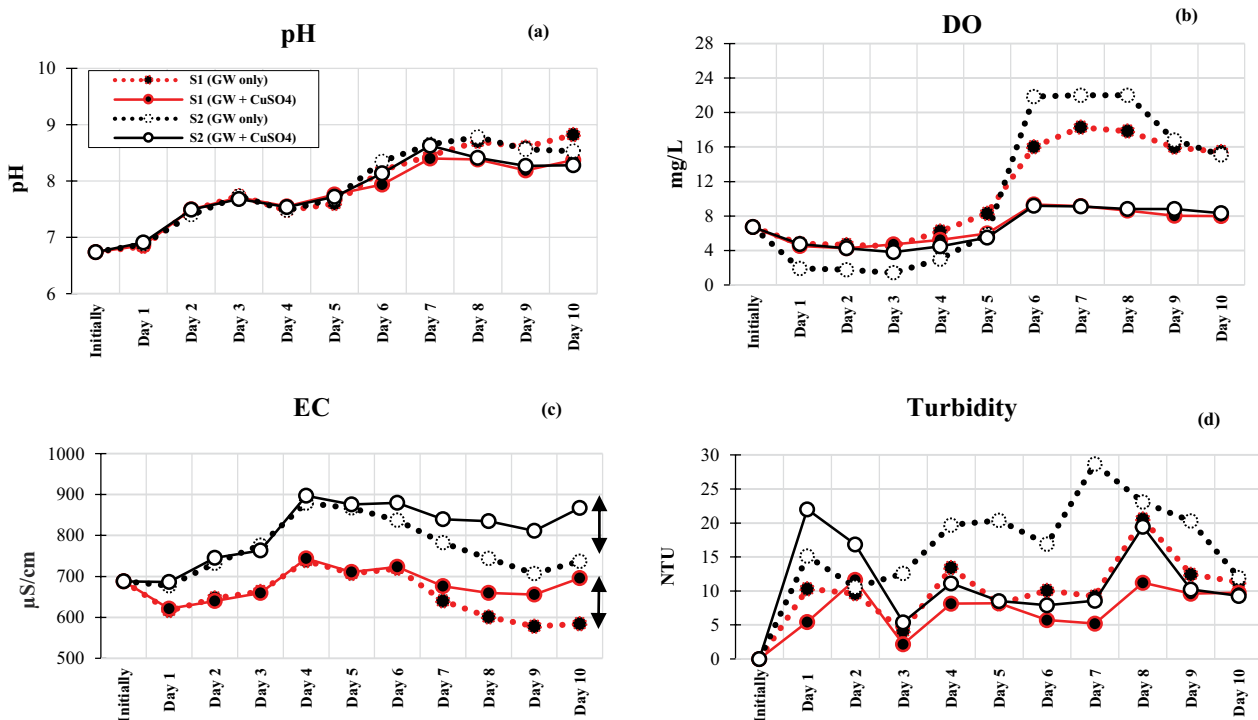 pH
(a)
10
9
8
7
6
pH
S1 (GW only)
S1 (GW + CuSO4)
S2 (GW only)
S2 (GW + CuSO4)
Initially
Day 1
Day 2
Day 3
Day 4
Day 5
Day 6
Day 7
Day 8
Day 9
Day 10
DO
(b)
28
24
20
16
12
8
4
0
mg/L
Initially
Day 1
Day 2
Day 3
Day 4
Day 5
Day 6
Day 7
Day 8
Day 9
Day 10
EC
(c)
1000
900
800
700
600
500
µS/cm
Initially
Day 1
Day 2
Day 3
Day 4
Day 5
Day 6
Day 7
Day 8
Day 9
Day 10
Turbidity
(d)
30
25
20
15
10
5
0
NTU
Initially
Day 1
Day 2
Day 3
Day 4
Day 5
Day 6
Day 7
Day 8
Day 9
Day 10